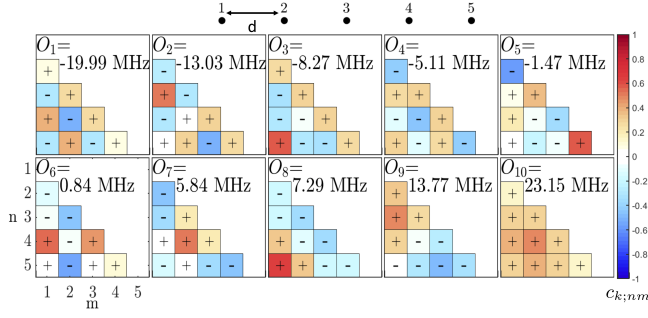 1 2 3 4 5
d
O1= O2= O3= O4= O5=
-19.99 MHz -13.03 MHz -8.27 MHz -5.11 MHz -1.47 MHz
+ - + - -
- + + - - + + + + +
+ - + - + + + - - + - + + - -
- + + + - + - + + - - + + - + - + - - +
O6= O7= O8= O9= O10=
0.84 MHz 5.84 MHz 7.29 MHz 13.77 MHz 23.15 MHz
- - - + +
- - - + - - + + + +
+ - + + + + + - - + - - + + +
- - + + - - - - + + - - + - - - + + + +
1
2
n 3
4
5
1 2 3 4 5
m
1
0.8
0.6
0.4
0.2
0
-0.2
-0.4
-0.6
-0.8
-1
ck;nm